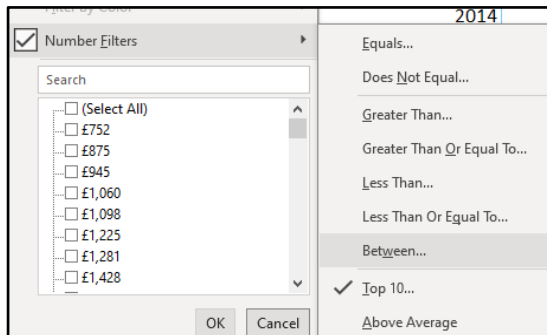 Filter by Color
2014
Number Filters
Search
(Select All)
£752
£875
£945
£1,060
£1,098
£1,225
£1,281
£1,428
OK
Cancel
Equals...
Does Not Equal...
Greater Than...
Greater Than Or Equal To...
Less Than...
Less Than Or Equal To...
Between...
Top 10...
Above Average